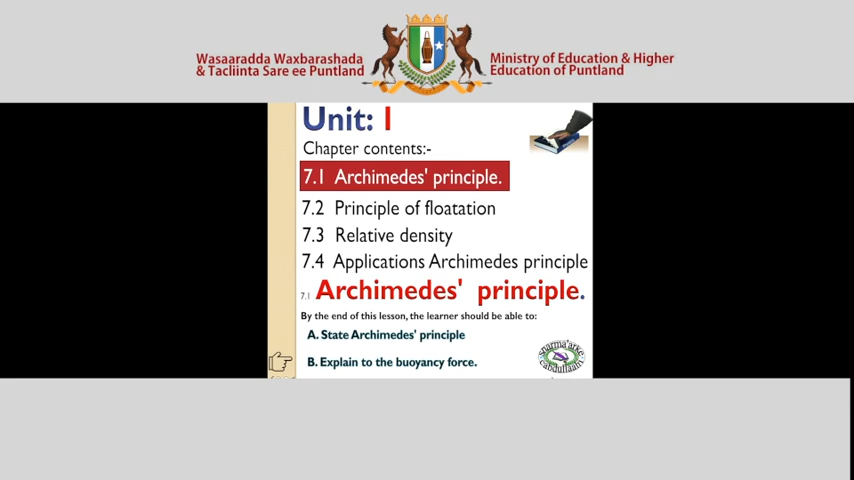 Wasaaradda Waxbarashada
& Tacliinta Sare ee Puntland
Ministry of Education & Higher
Education of Puntland
Unit: 1
Chapter contents:-
7.1 Archimedes' principle.
7.2 Principle of floatation
7.3 Relative density
7.4 Applications Archimedes principle
7.1 Archimedes' principle.
By the end of this lesson, the learner should be able to:
A. State Archimedes' principle
B. Explain to the buoyancy force.
sharma'arke
cabdullaahi